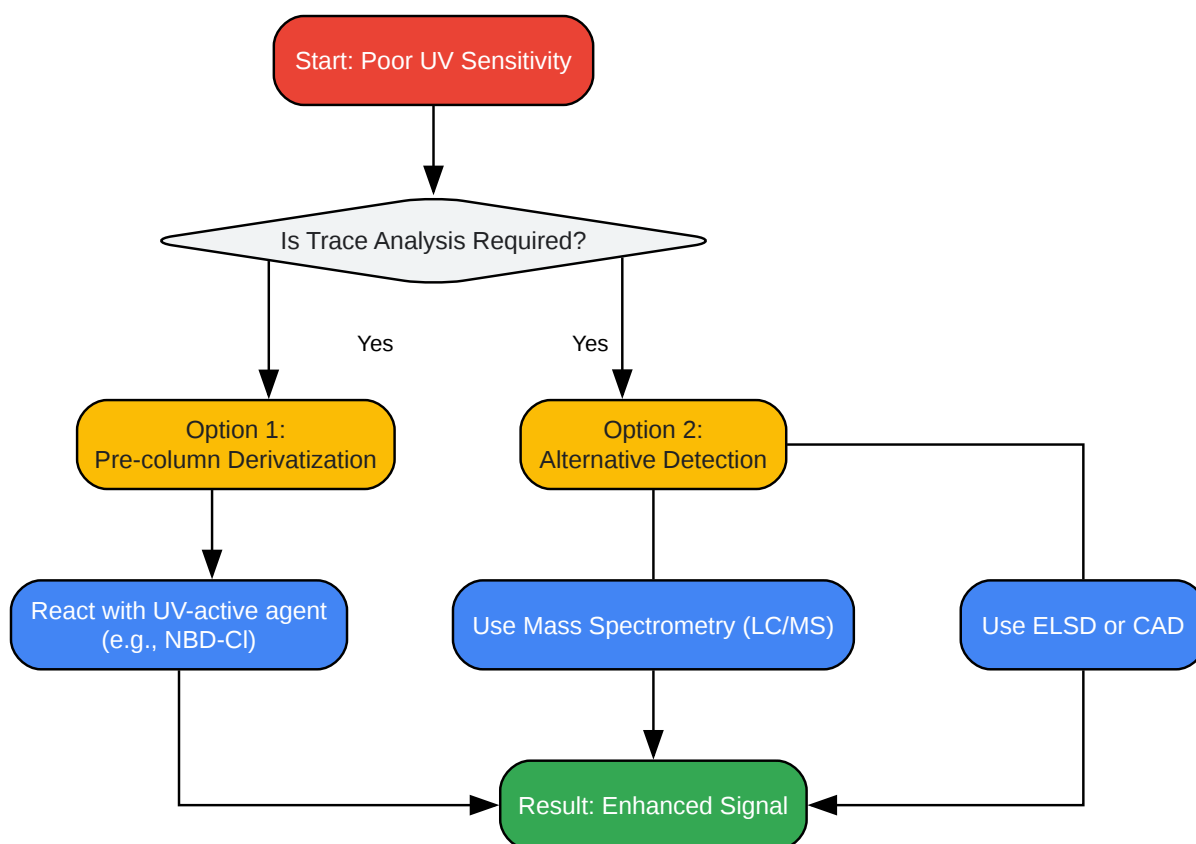 Start: Poor UV Sensitivity
Is Trace Analysis Required?
Yes
Yes
Option 1:
Pre-column Derivatization
Option 2:
Alternative Detection
React with UV-active agent
(e.g., NBD-Cl)
Use Mass Spectrometry (LC/MS)
Use ELSD or CAD
Result: Enhanced Signal